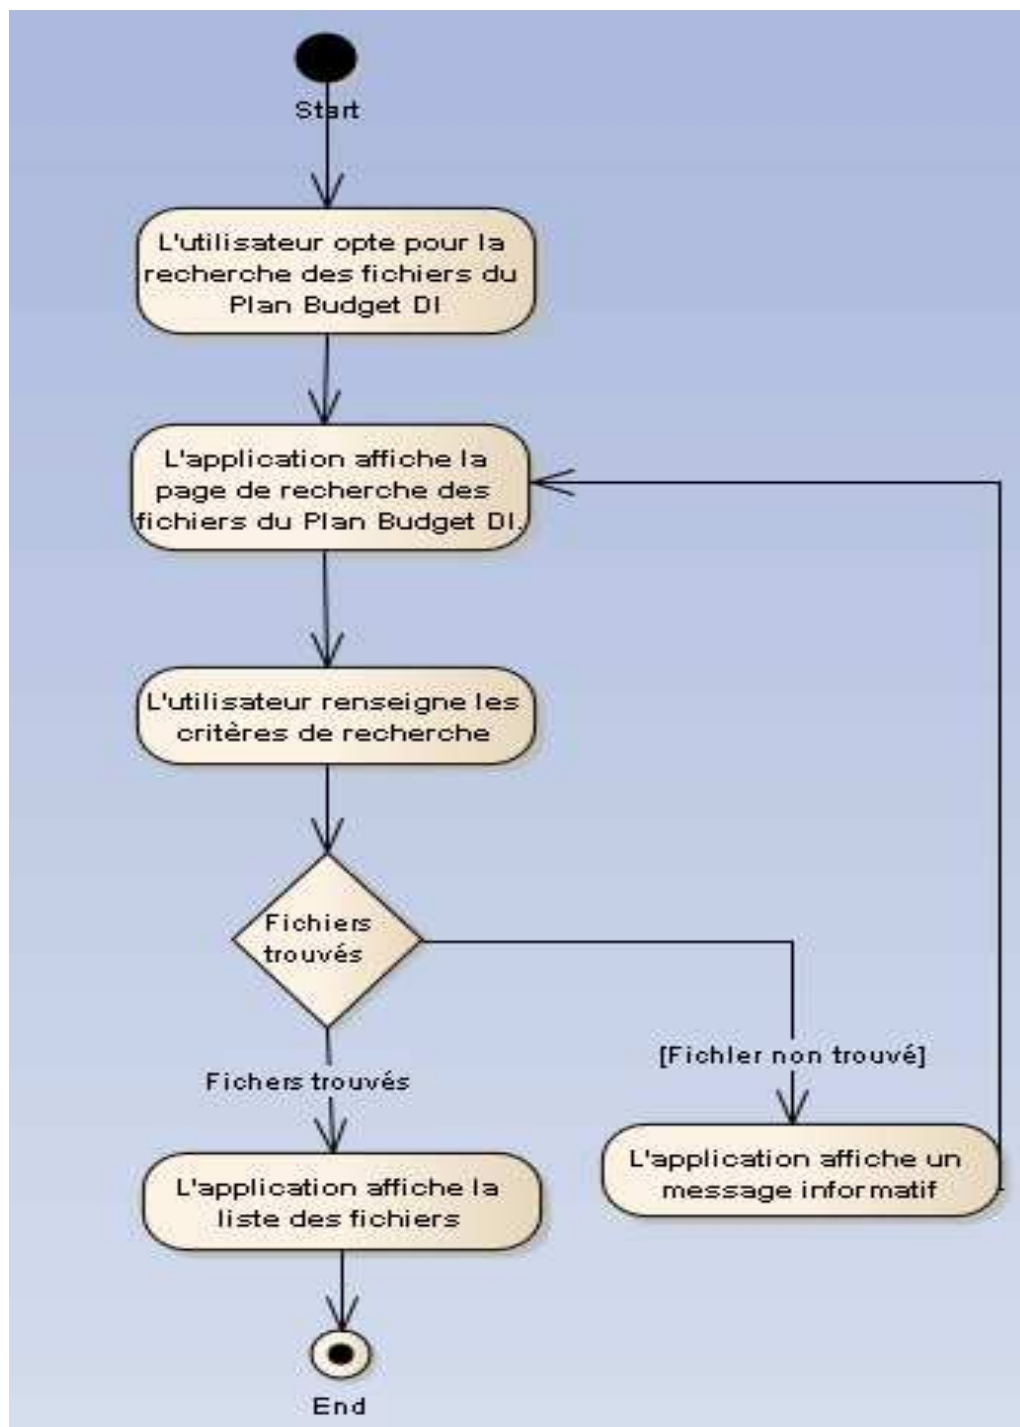 Start
L'utilisateur opte pour la
recherche des fichiers du
Plan Budget DI
L'application affiche la
page de recherche des
fichiers du Plan Budget DI.
L'utilisateur renseigne les
critères de recherche
Fichiers
trouvés
[Fichier non trouvé]
Fichers trouvés
L'application affiche un
message informatif
L'application affiche la
liste des fichiers
End